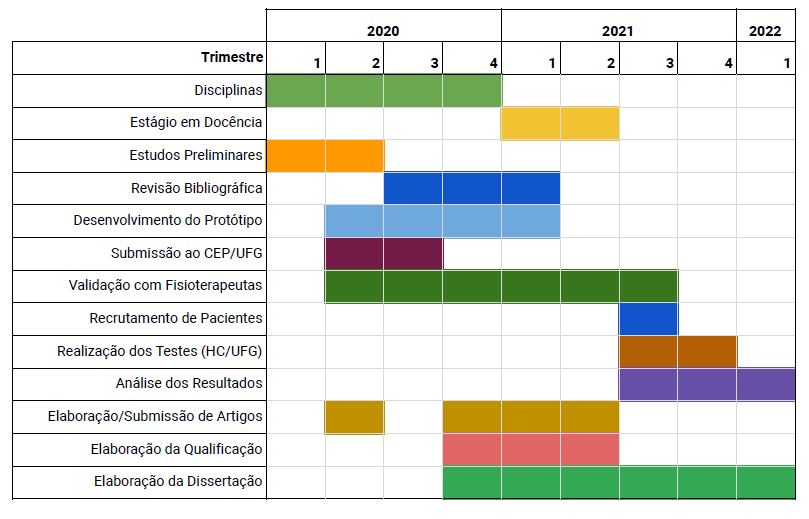 2020 2021 2022
Trimestre 1 2 3 4 1 2 3 4 1
Disciplinas
Estágio em Docência
Estudos Preliminares
Revisão Bibliográfica
Desenvolvimento do Protótipo
Submissão ao CEP/UFG
Validação com Fisioterapeutas
Recrutamento de Pacientes
Realização dos Testes (HC/UFG)
Análise dos Resultados
Elaboração/Submissão de Artigos
Elaboração da Qualificação
Elaboração da Dissertação